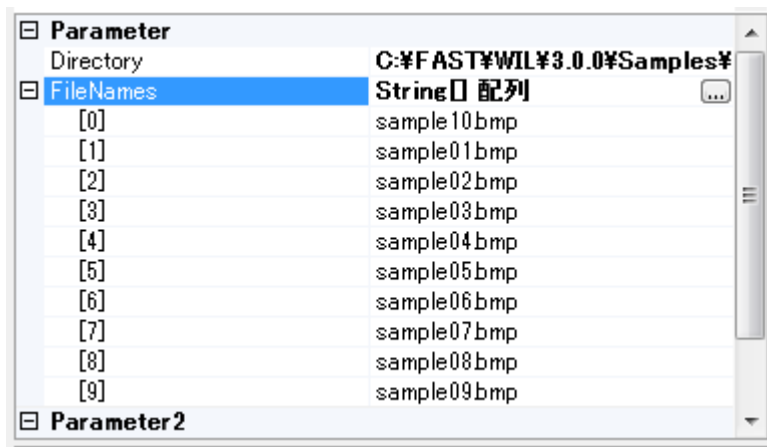 Parameter
Directory C:¥FAST¥WIL¥3.0.0¥Samples¥
FileNames String[] 配列 ...
[0] sample10.bmp
[1] sample01.bmp
[2] sample02.bmp
[3] sample03.bmp
[4] sample04.bmp
[5] sample05.bmp
[6] sample06.bmp
[7] sample07.bmp
[8] sample08.bmp
[9] sample09.bmp
Parameter2